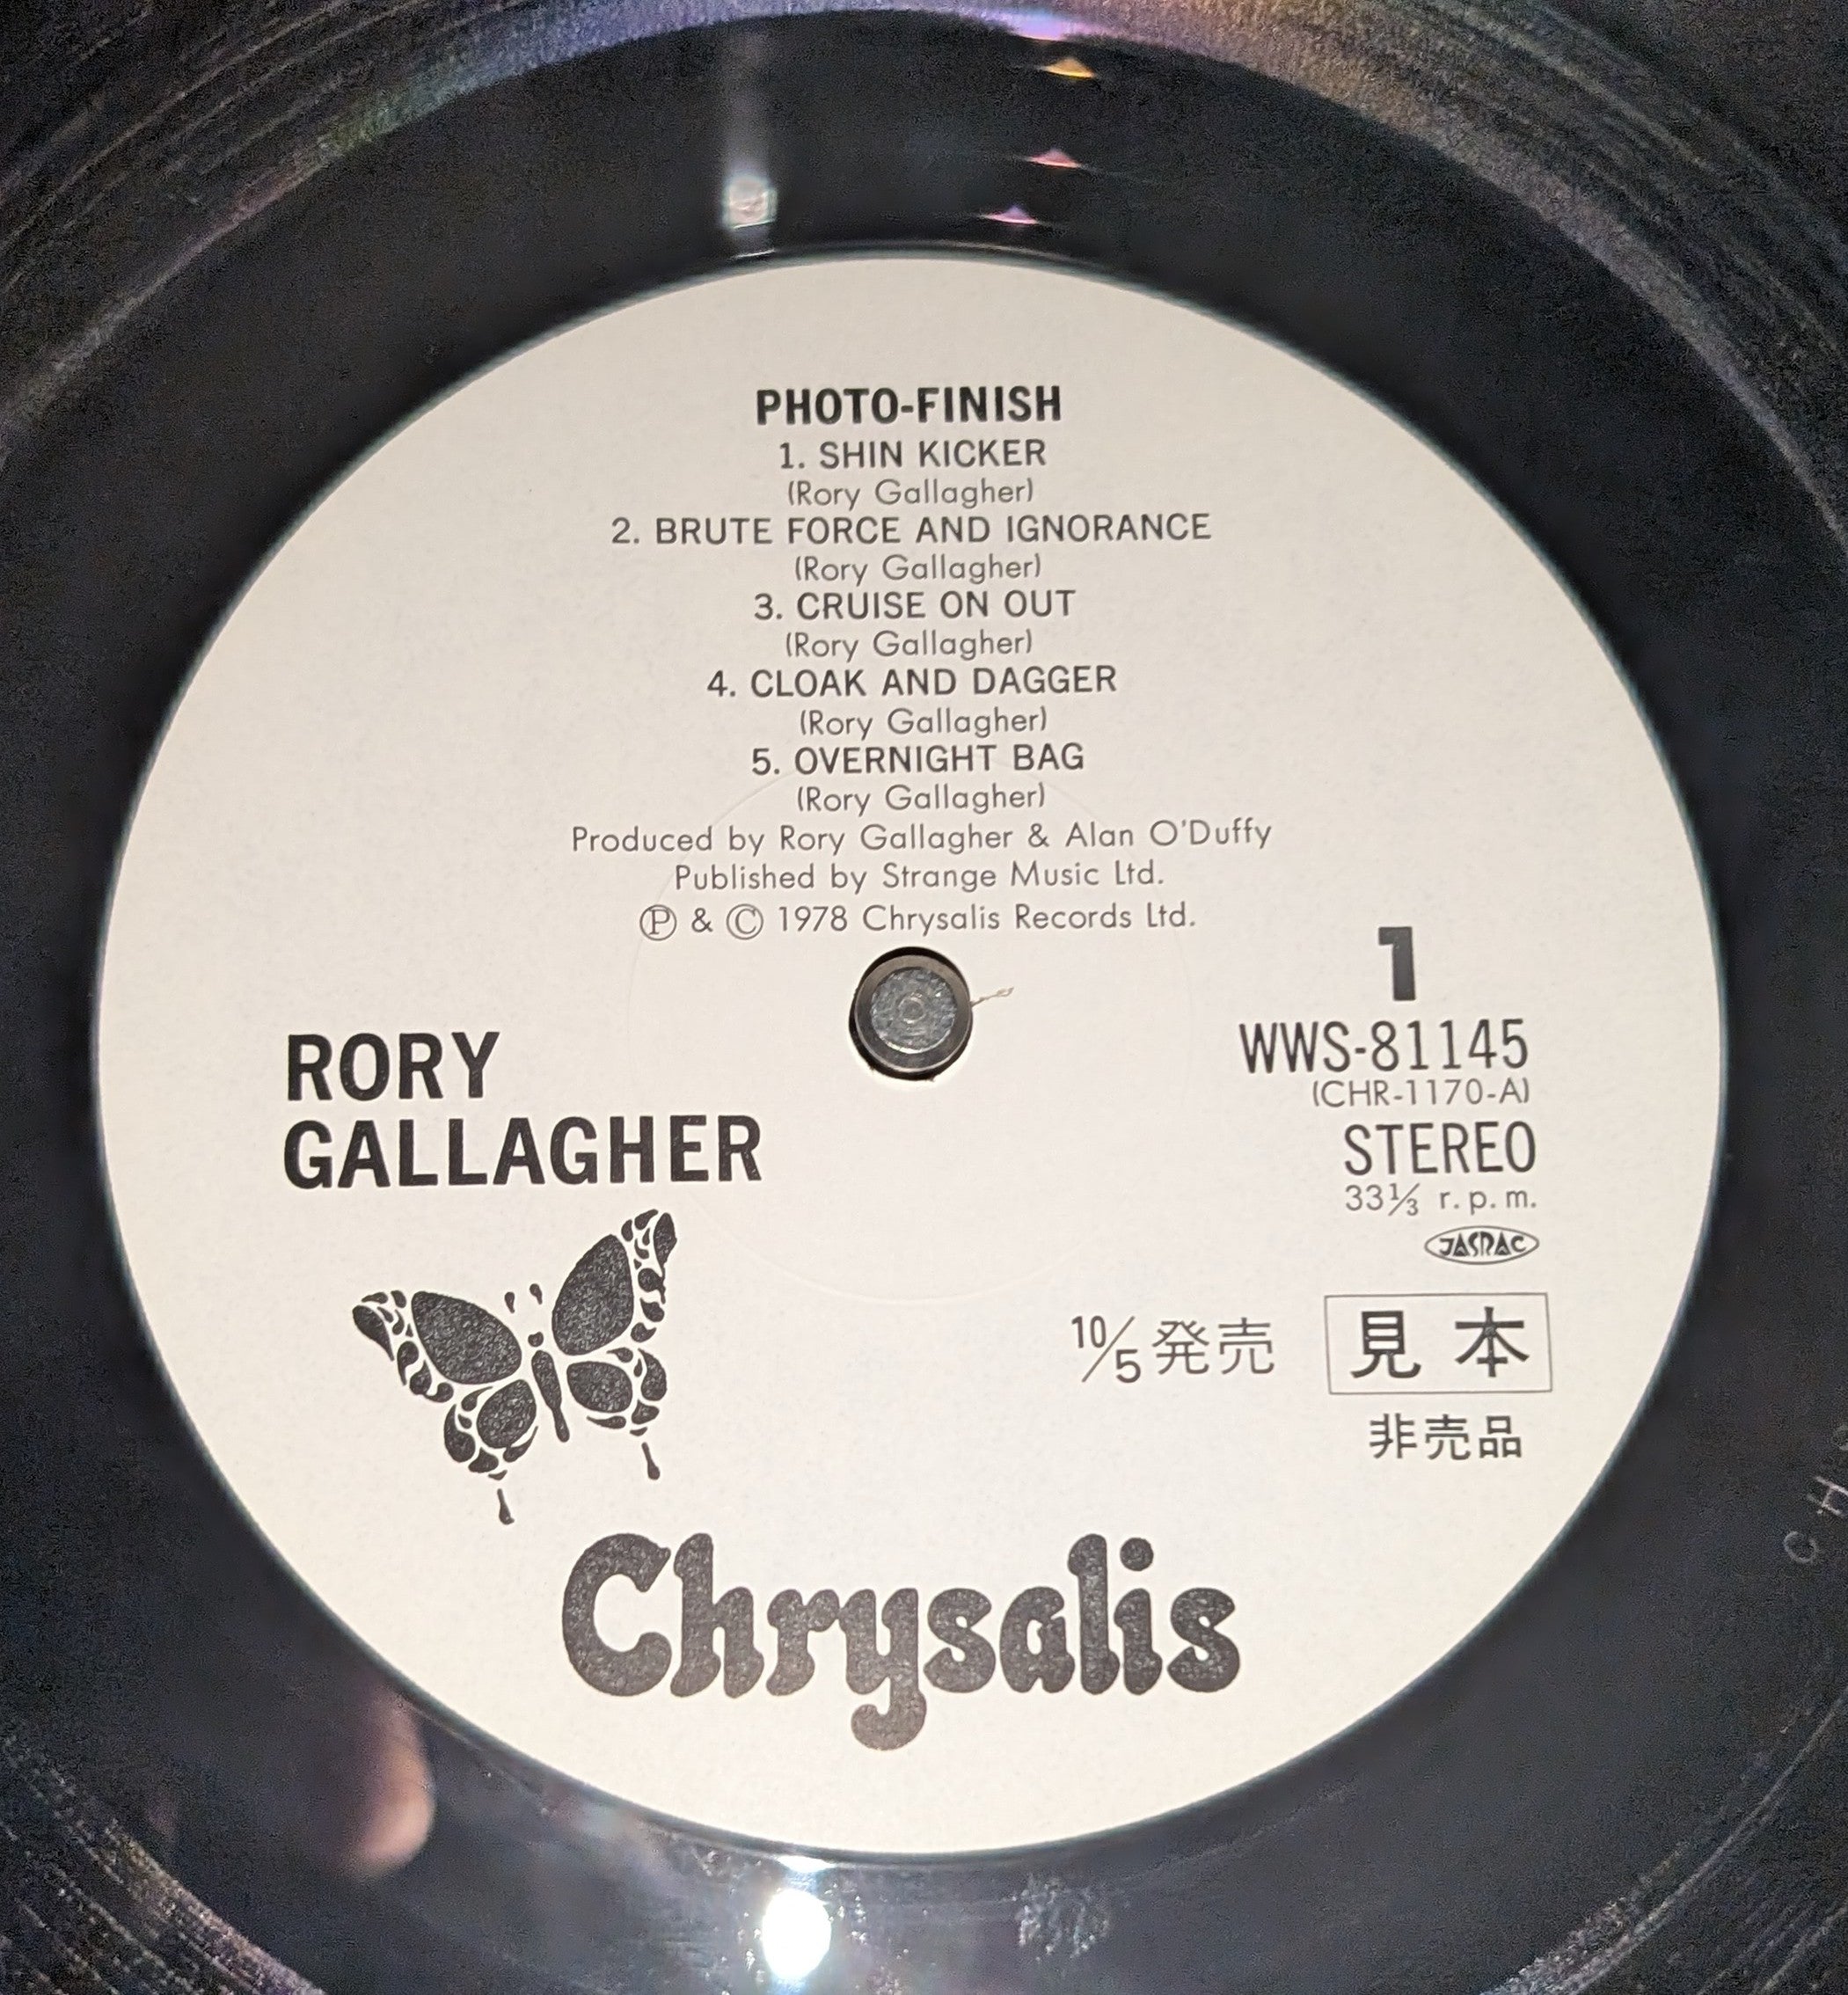 PHOTO-FINISH
1. SHIN KICKER
(Rory Gallagher)
2. BRUTE FORCE AND IGNORANCE
(Rory Gallagher)
3. CRUISE ON OUT
(Rory Gallagher)
4. CLOAK AND DAGGER
(Rory Gallagher)
5. OVERNIGHT BAG
(Rory Gallagher)
Produced by Rory Gallagher & Alan O'Duffy
Published by Strange Music Ltd.
Ⓟ & Ⓒ 1978 Chrysalis Records Ltd.
RORY
GALLAGHER
1
WWS-81145
(CHR-1170-A)
STEREO
33⅓ r.p.m.
JASRAC
10/5 発売
見本
非売品
Chrysalis